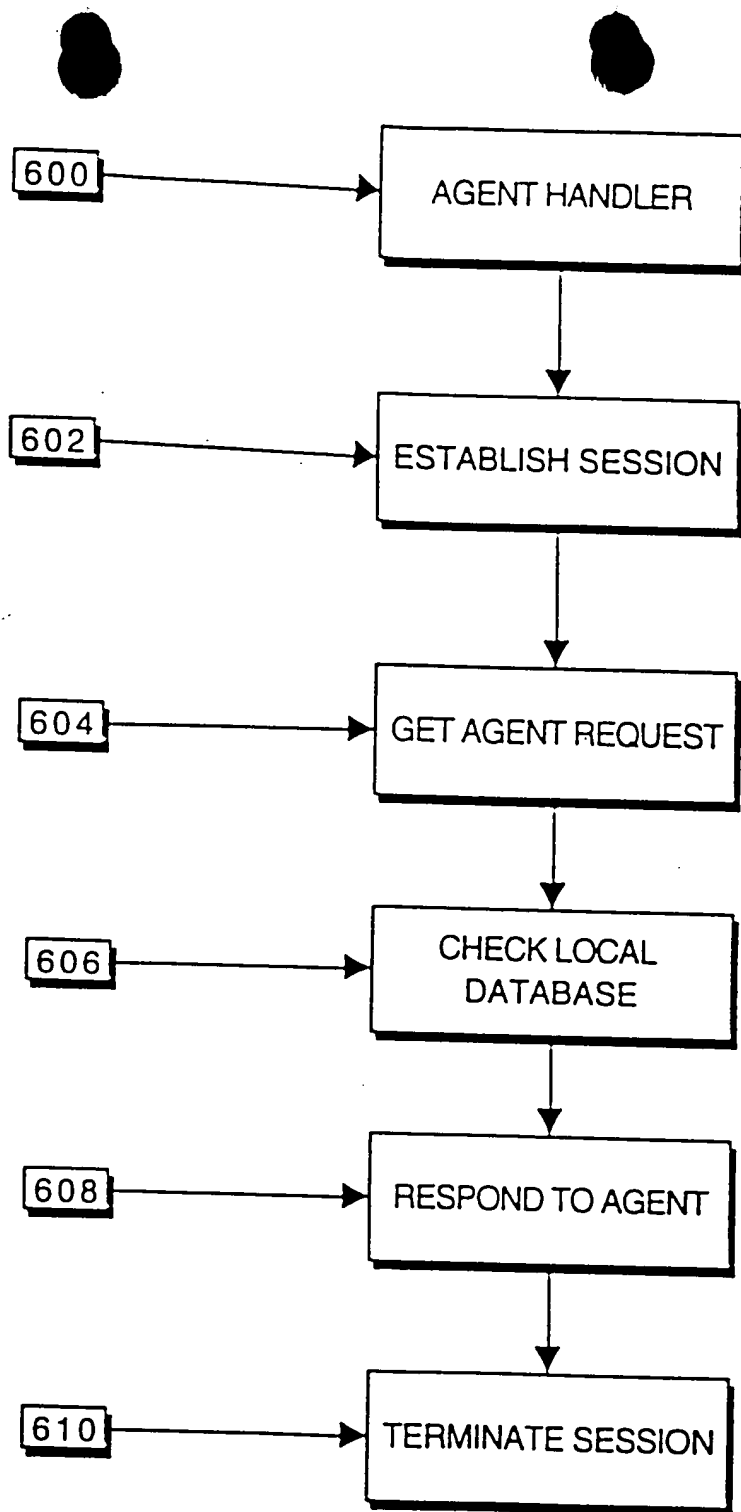 600
AGENT HANDLER
602
ESTABLISH SESSION
604
GET AGENT REQUEST
606
CHECK LOCAL
DATABASE
608
RESPOND TO AGENT
610
TERMINATE SESSION